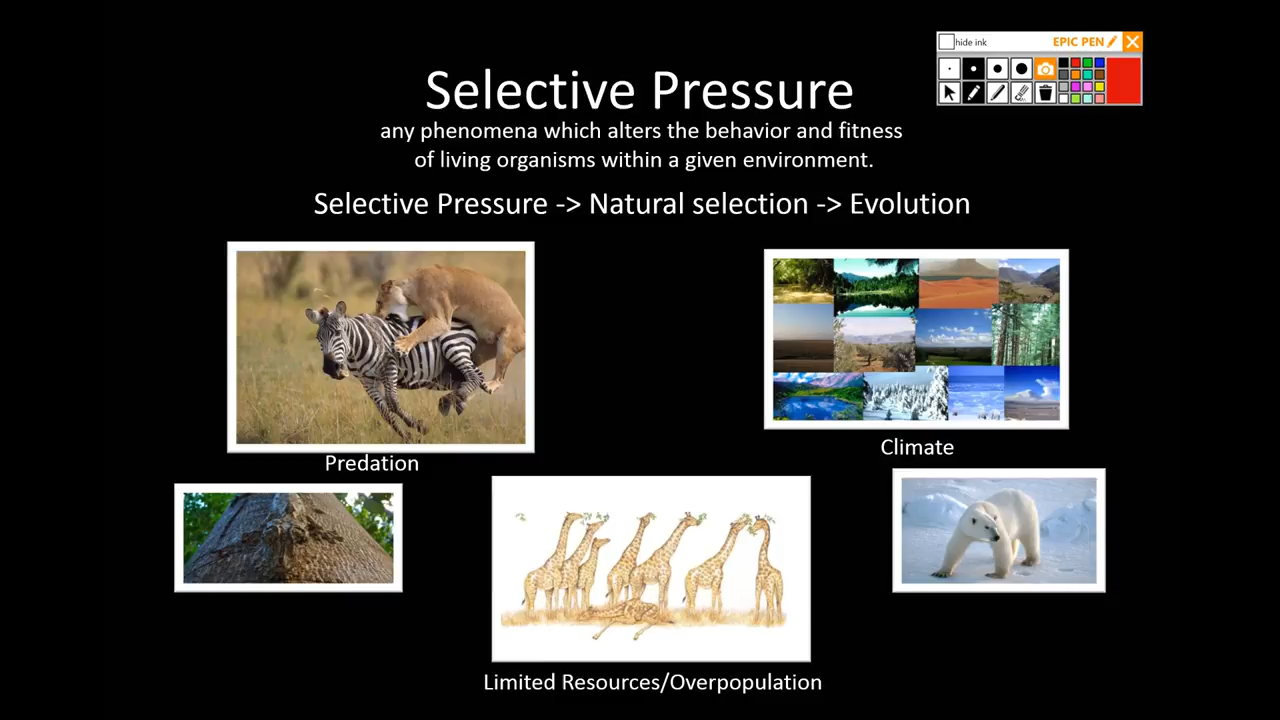 hide ink
EPIC PEN
Selective Pressure
any phenomena which alters the behavior and fitness
of living organisms within a given environment.
Selective Pressure -> Natural selection -> Evolution
Predation
Climate
Limited Resources/Overpopulation